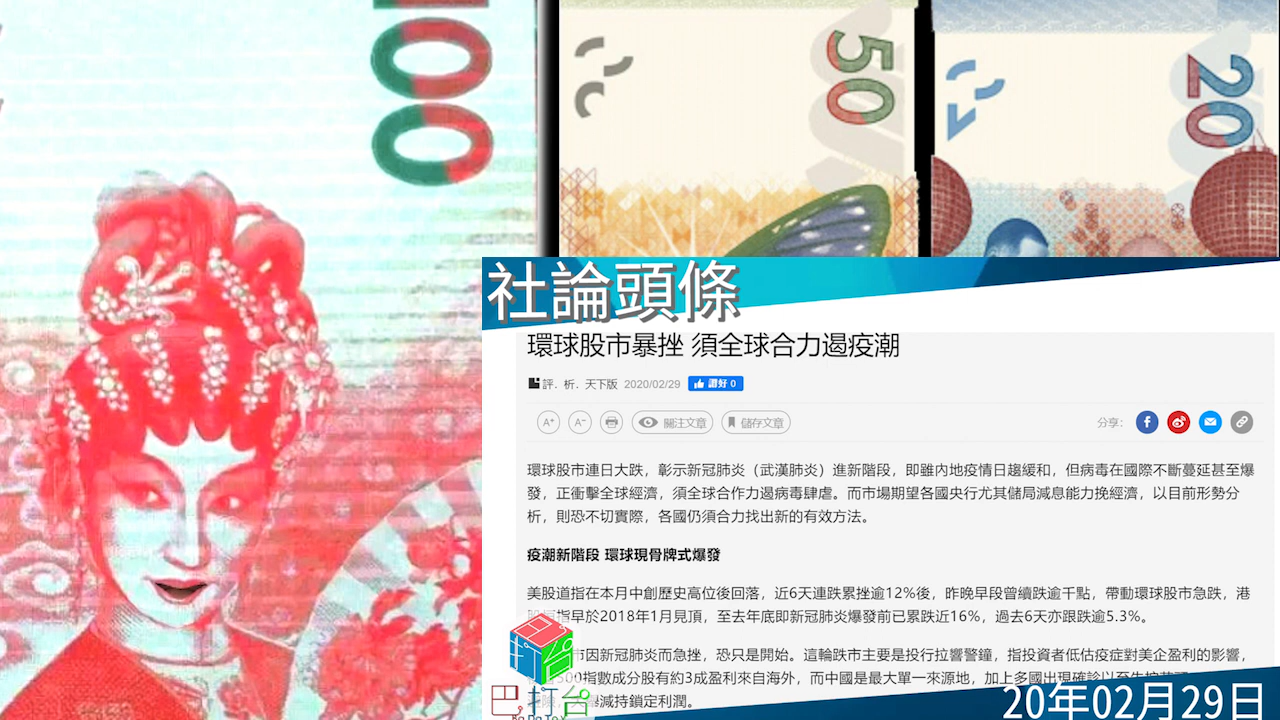 100
50
20
社論頭條
環球股市暴挫 須全球合力遏疫潮
評．析．天下版 2020/02/29 讚好 0
A+ A- 關注文章 儲存文章 分享：
環球股市連日大跌，彰示新冠肺炎（武漢肺炎）進新階段，即雖內地疫情日趨緩和，但病毒在國際不斷蔓延甚至爆
發，正衝擊全球經濟，須全球合作力遏病毒肆虐。而市場期望各國央行尤其儲局減息能力挽經濟，以目前形勢分
析，則恐不切實際，各國仍須合力找出新的有效方法。
疫潮新階段 環球現骨牌式爆發
美股道指在本月中創歷史高位後回落，近6天連跌累挫逾12%後，昨晚早段曾續跌逾千點，帶動環球股市急跌，港
指早於2018年1月見頂，至去年底即新冠肺炎爆發前已累跌近16%，過去6天亦跟跌逾5.3%。
市因新冠肺炎而急挫，恐只是開始。這輪跌市主要是投行拉響警鐘，指投資者低估疫症對美企盈利的影響，
500指數成分股有約3成盈利來自海外，而中國是最大單一來源地，加上多國出現確診
減持鎖定利潤。
巴打台
20年02月29日